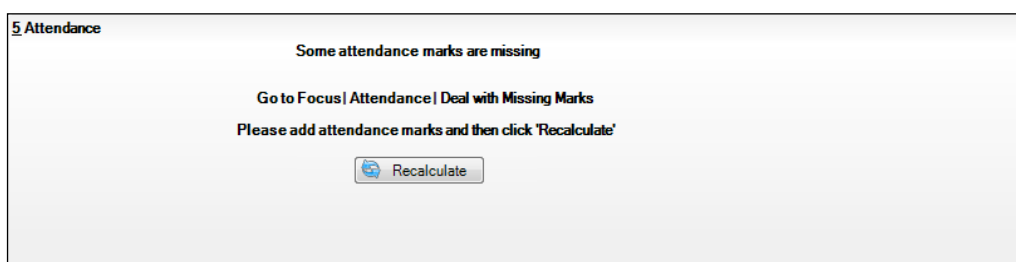 5 Attendance
Some attendance marks are missing
Go to Focus| Attendance| Deal with Missing Marks
Please add attendance marks and then click 'Recalculate'
Recalculate